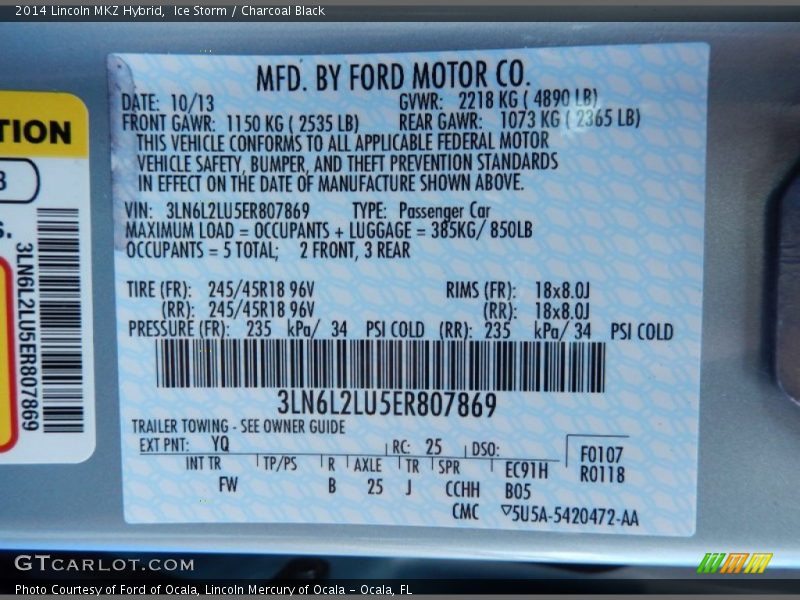 2014 Lincoln MKZ Hybrid,  Ice Storm / Charcoal Black
TION
3
S.
3LN6L2LU5ER807869
MFD. BY FORD MOTOR CO.
DATE: 10/13 GVWR: 2218 KG ( 4890 LB)
FRONT GAWR: 1150 KG ( 2535 LB) REAR GAWR: 1073 KG ( 2365 LB)
THIS VEHICLE CONFORMS TO ALL APPLICABLE FEDERAL MOTOR
VEHICLE SAFETY, BUMPER, AND THEFT PREVENTION STANDARDS
IN EFFECT ON THE DATE OF MANUFACTURE SHOWN ABOVE.
VIN: 3LN6L2LU5ER807869 TYPE: Passenger Car
MAXIMUM LOAD = OCCUPANTS + LUGGAGE = 385KG/ 850LB
OCCUPANTS = 5 TOTAL; 2 FRONT, 3 REAR
TIRE (FR): 245/45R18 96V RIMS (FR): 18x8.0J
(RR): 245/45R18 96V (RR): 18x8.0J
PRESSURE (FR): 235 kPa/ 34 PSI COLD (RR): 235 kPa/ 34 PSI COLD
3LN6L2LU5ER807869
TRAILER TOWING - SEE OWNER GUIDE
EXT PNT: YQ RC: 25 DSO: F0107
INT TR TP/PS R AXLE TR SPR EC91H R0118
FW B 25 J CCHH B05
CMC ▽5U5A-5420472-AA
GTCARLOT.COM
Photo Courtesy of Ford of Ocala, Lincoln Mercury of Ocala – Ocala, FL